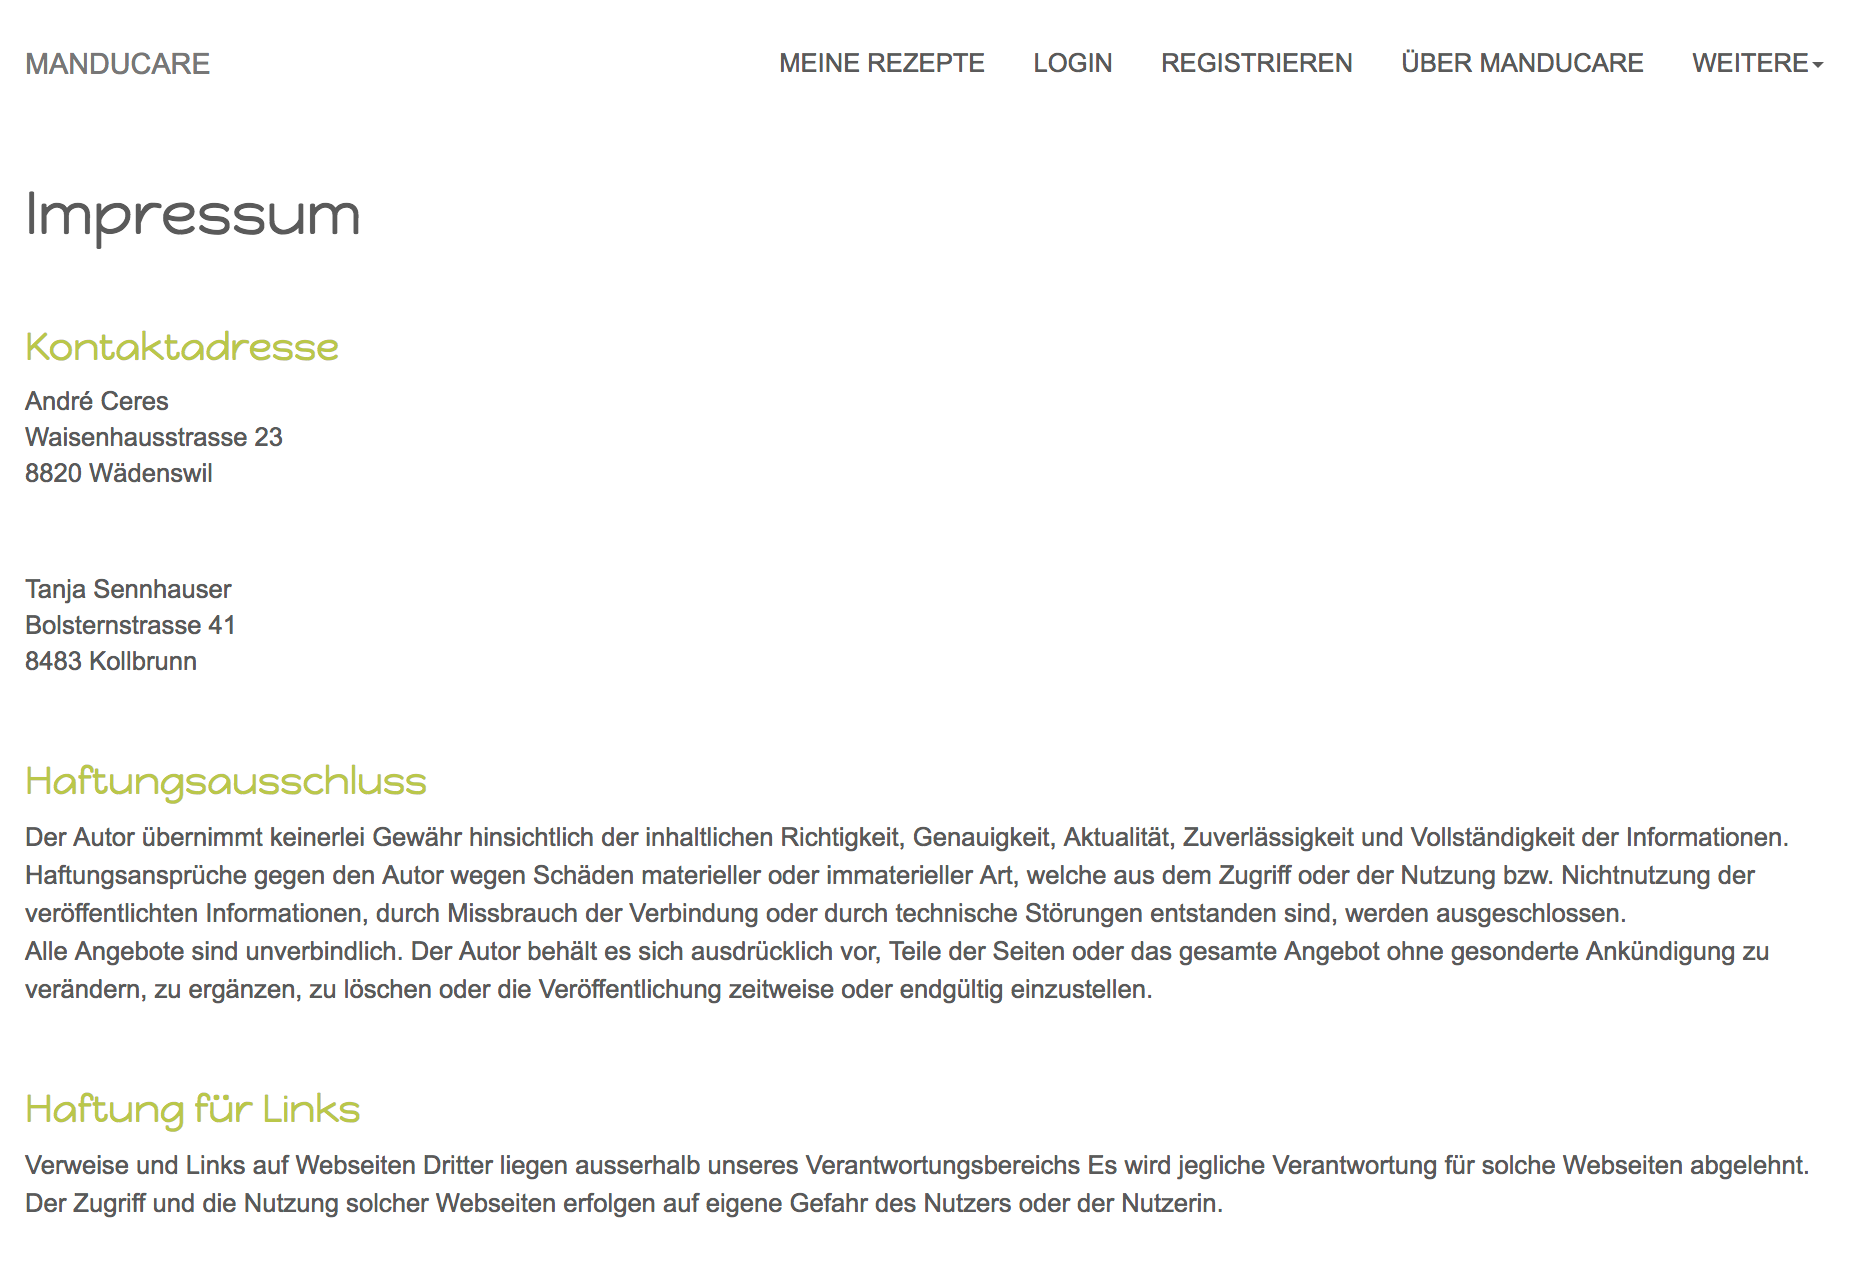 MANDUCARE
MEINE REZEPTE LOGIN REGISTRIEREN ÜBER MANDUCARE WEITERE
Impressum
Kontaktadresse
André Ceres
Waisenhausstrasse 23
8820 Wädenswil
Tanja Sennhauser
Bolsternstrasse 41
8483 Kollbrunn
Haftungsausschluss
Der Autor übernimmt keinerlei Gewähr hinsichtlich der inhaltlichen Richtigkeit, Genauigkeit, Aktualität, Zuverlässigkeit und Vollständigkeit der Informationen.
Haftungsansprüche gegen den Autor wegen Schäden materieller oder immaterieller Art, welche aus dem Zugriff oder der Nutzung bzw. Nichtnutzung der
veröffentlichten Informationen, durch Missbrauch der Verbindung oder durch technische Störungen entstanden sind, werden ausgeschlossen.
Alle Angebote sind unverbindlich. Der Autor behält es sich ausdrücklich vor, Teile der Seiten oder das gesamte Angebot ohne gesonderte Ankündigung zu
verändern, zu ergänzen, zu löschen oder die Veröffentlichung zeitweise oder endgültig einzustellen.
Haftung für Links
Verweise und Links auf Webseiten Dritter liegen ausserhalb unseres Verantwortungsbereichs Es wird jegliche Verantwortung für solche Webseiten abgelehnt.
Der Zugriff und die Nutzung solcher Webseiten erfolgen auf eigene Gefahr des Nutzers oder der Nutzerin.